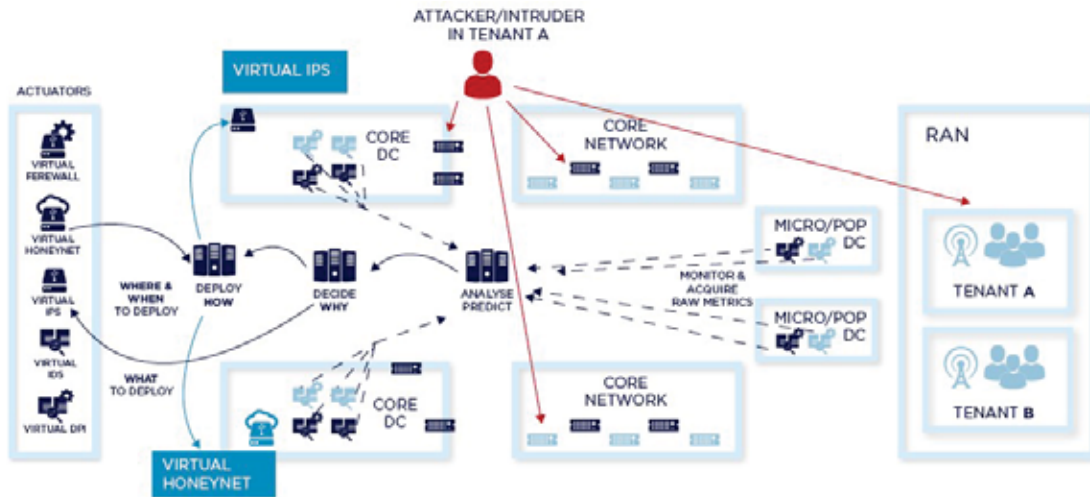 ATTACKER/INTRUDER
IN TENANT A
VIRTUAL IPS
ACTUATORS
VIRTUAL
FEREWALL
VIRTUAL
HONEYNET
VIRTUAL
IPS
VIRTUAL
IDS
VIRTUAL DPI
CORE
DC
CORE
NETWORK
RAN
MICRO/POP
DC
WHERE &
WHEN
TO DEPLOY
DEPLOY
HOW
DECIDE
WHY
ANALYSE
PREDICT
MONITOR &
ACQUIRE
RAW METRICS
TENANT A
MICRO/POP
DC
WHAT
TO DEPLOY
CORE
DC
CORE
NETWORK
TENANT B
VIRTUAL
HONEYNET